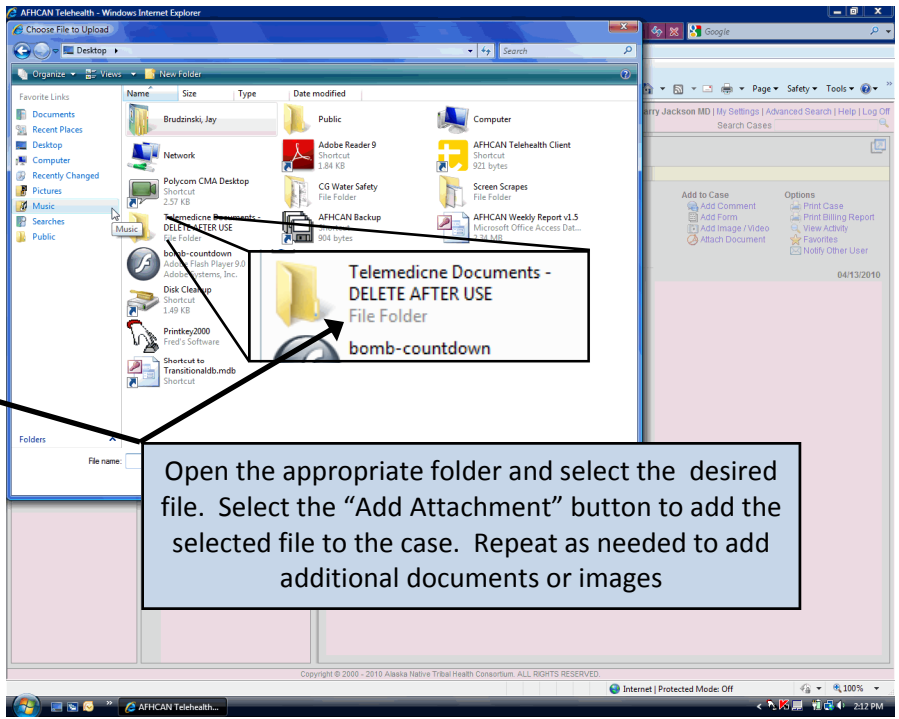 AFHCAN Telehealth - Windows Internet Explorer
Choose File to Upload
Desktop
Search
Google
Organize Views New Folder
Page Safety Tools
Favorite Links
Name Size Type Date modified
Documents
Recent Places
Desktop
Computer
Recently Changed
Pictures
Music
Searches
Public
Music
Brudzinski, Jay
Public
Computer
Network
Adobe Reader 9
Shortcut
1.84 KB
AFHCAN Telehealth Client
Shortcut
921 bytes
Polycom CMA Desktop
Shortcut
2.57 KB
CG Water Safety
File Folder
Screen Scrapes
File Folder
Telemedicne Documents -
DELETE AFTER USE
File Folder
AFHCAN Backup
Shortcut
904 bytes
AFHCAN Weekly Report v1.5
Microsoft Office Access Dat...
2.34 MB
bomb-countdown
Adobe Flash Player 9.0
Adobe Systems, Inc.
Disk Cleanup
Shortcut
1.49 KB
Printkey2000
Fred's Software
Shortcut to
Transitionaldb.mdb
Shortcut
Telemedicne Documents -
DELETE AFTER USE
File Folder
bomb-countdown
Folders
File name:
arry Jackson MD | My Settings | Advanced Search | Help | Log Off
Search Cases
Add to Case
Add Comment
Add Form
Add Image / Video
Attach Document
Options
Print Case
Print Billing Report
View Activity
Favorites
Notify Other User
04/13/2010
Open the appropriate folder and select the desired
file. Select the “Add Attachment” button to add the
selected file to the case. Repeat as needed to add
additional documents or images
Copyright © 2000 - 2010 Alaska Native Tribal Health Consortium. ALL RIGHTS RESERVED.
Internet | Protected Mode: Off
100%
AFHCAN Telehealth...
2:12 PM